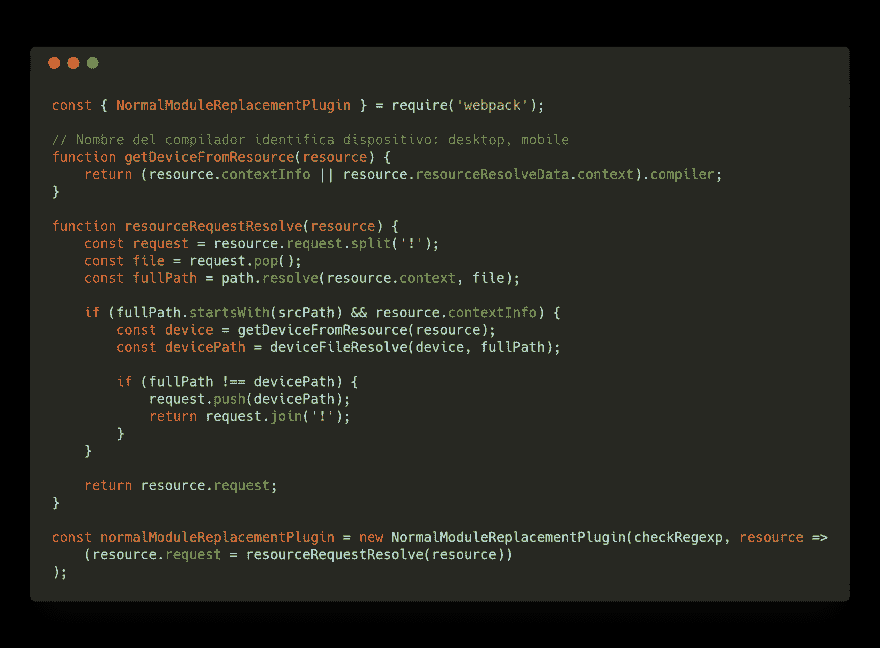 const { NormalModuleReplacementPlugin } = require('webpack');
// Nombre del compilador identifica dispositivo: desktop, mobile
function getDeviceFromResource(resource) {
    return (resource.contextInfo || resource.resourceResolveData.context).compiler;
}
function resourceRequestResolve(resource) {
    const request = resource.request.split('!');
    const file = request.pop();
    const fullPath = path.resolve(resource.context, file);
    if (fullPath.startsWith(srcPath) && resource.contextInfo) {
        const device = getDeviceFromResource(resource);
        const devicePath = deviceFileResolve(device, fullPath);
        if (fullPath !== devicePath) {
            request.push(devicePath);
            return request.join('!');
        }
    }
    return resource.request;
}
const normalModuleReplacementPlugin = new NormalModuleReplacementPlugin(checkRegexp, resource =>
    (resource.request = resourceRequestResolve(resource))
);